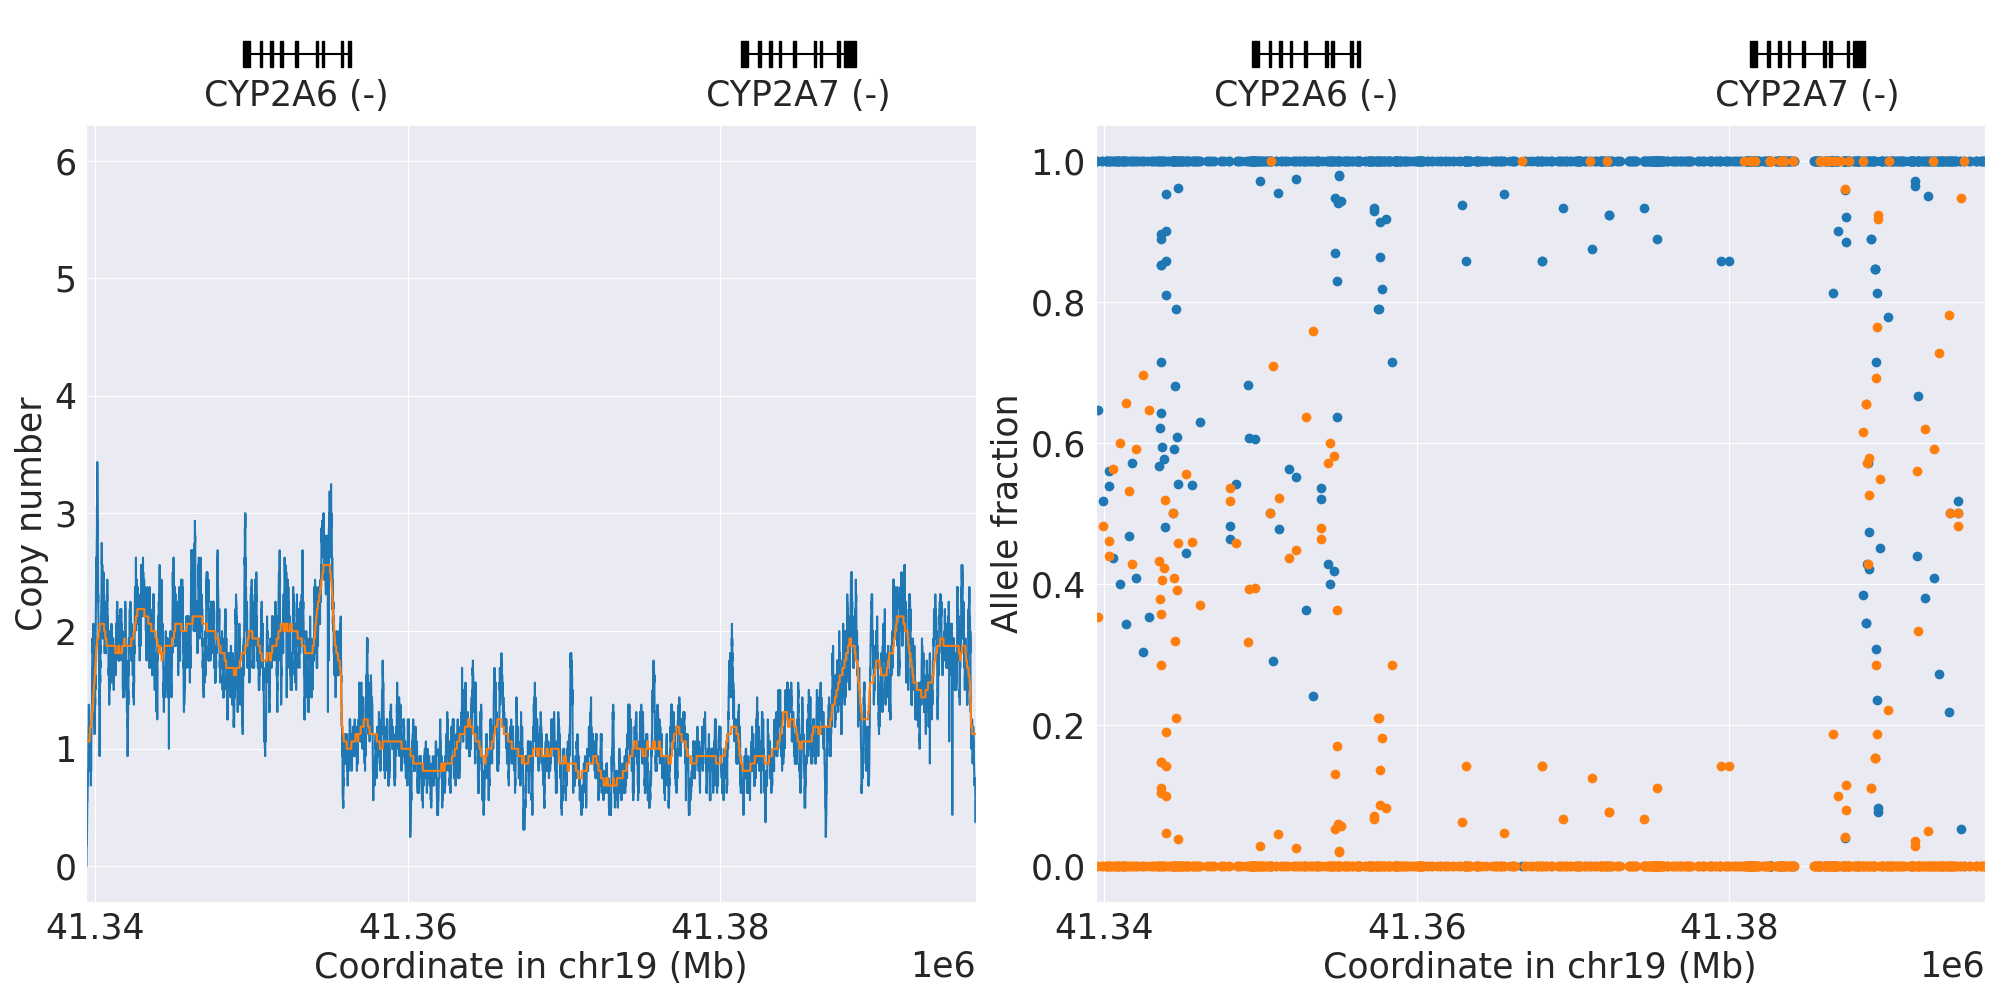 CYP2A6 (-) CYP2A7 (-)
6
5
4
3
2
1
0
Copy number
41.34 41.36 41.38
Coordinate in chr19 (Mb) 1e6
CYP2A6 (-) CYP2A7 (-)
1.0
0.8
0.6
0.4
0.2
0.0
Allele fraction
41.34 41.36 41.38
Coordinate in chr19 (Mb) 1e6